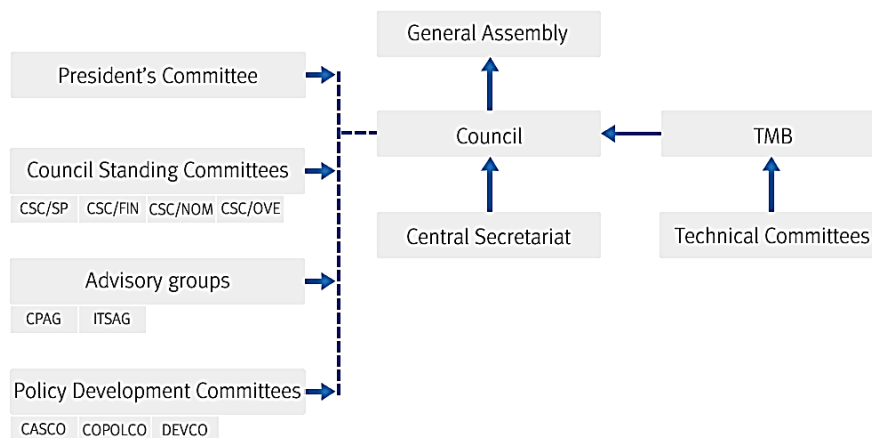 General Assembly
President's Committee
Council
TMB
Council Standing Committees
CSC/SP CSC/FIN CSC/NOM CSC/OVE
Central Secretariat
Technical Committees
Advisory groups
CPAG ITSAG
Policy Development Committees
CASCO COPOLCO DEVCO